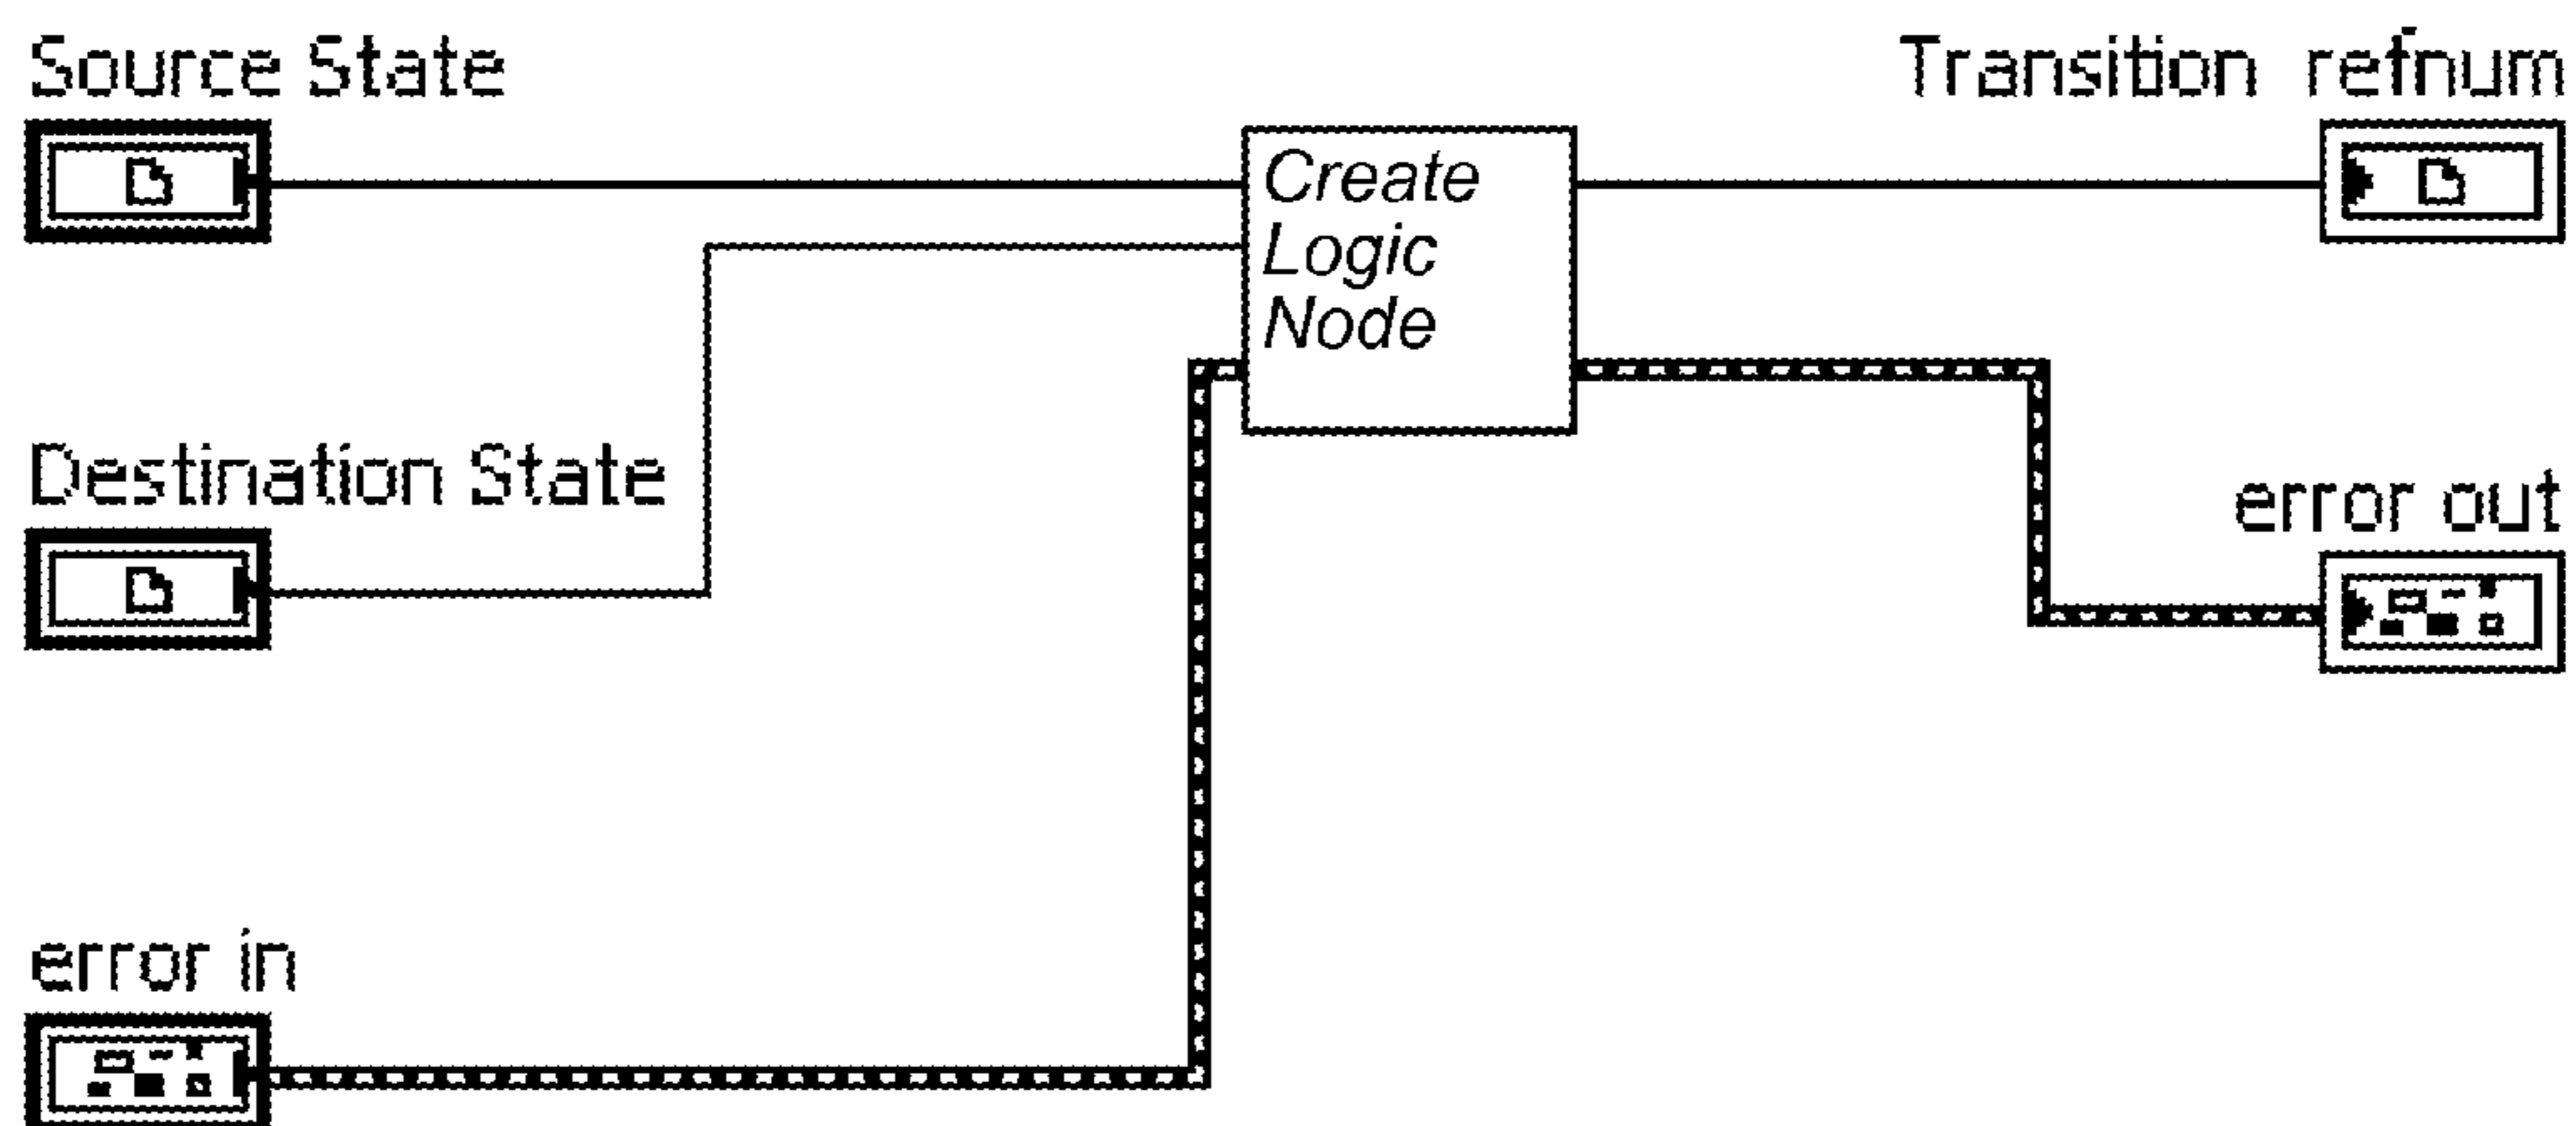 Source State
Transition refnum
Create
Logic
Node
Destination State
error out
error in